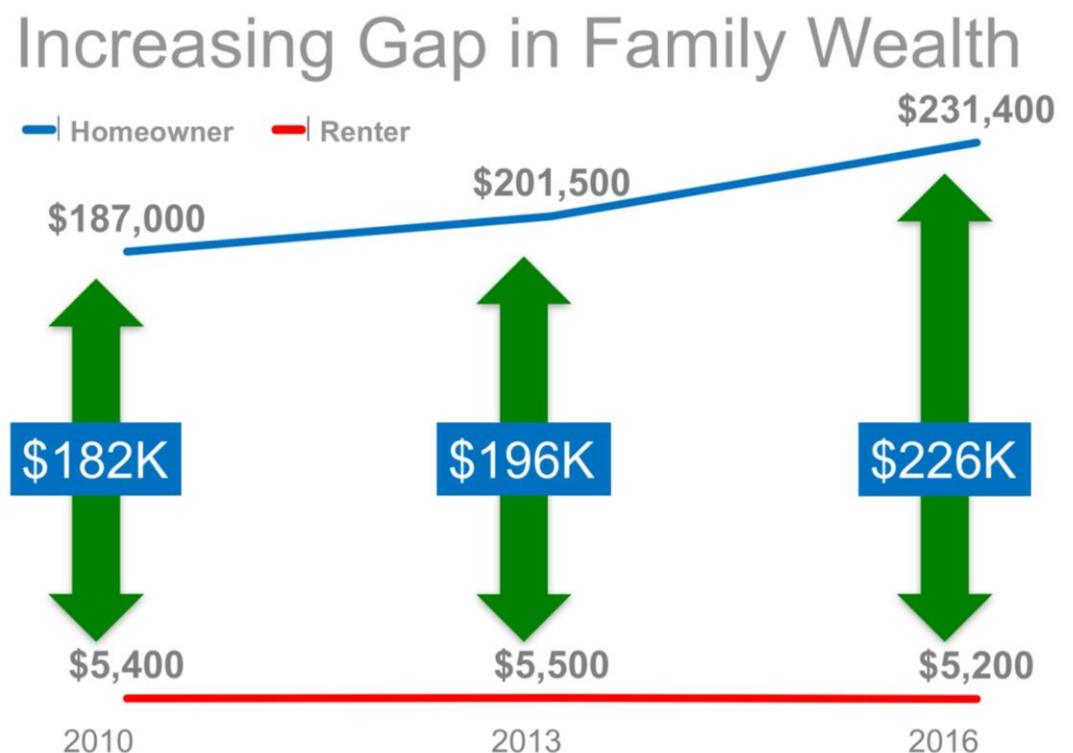 Increasing Gap in Family Wealth
Homeowner Renter
$231,400
$201,500
$187,000
$182K $196K $226K
$5,400 $5,500 $5,200
2010 2013 2016